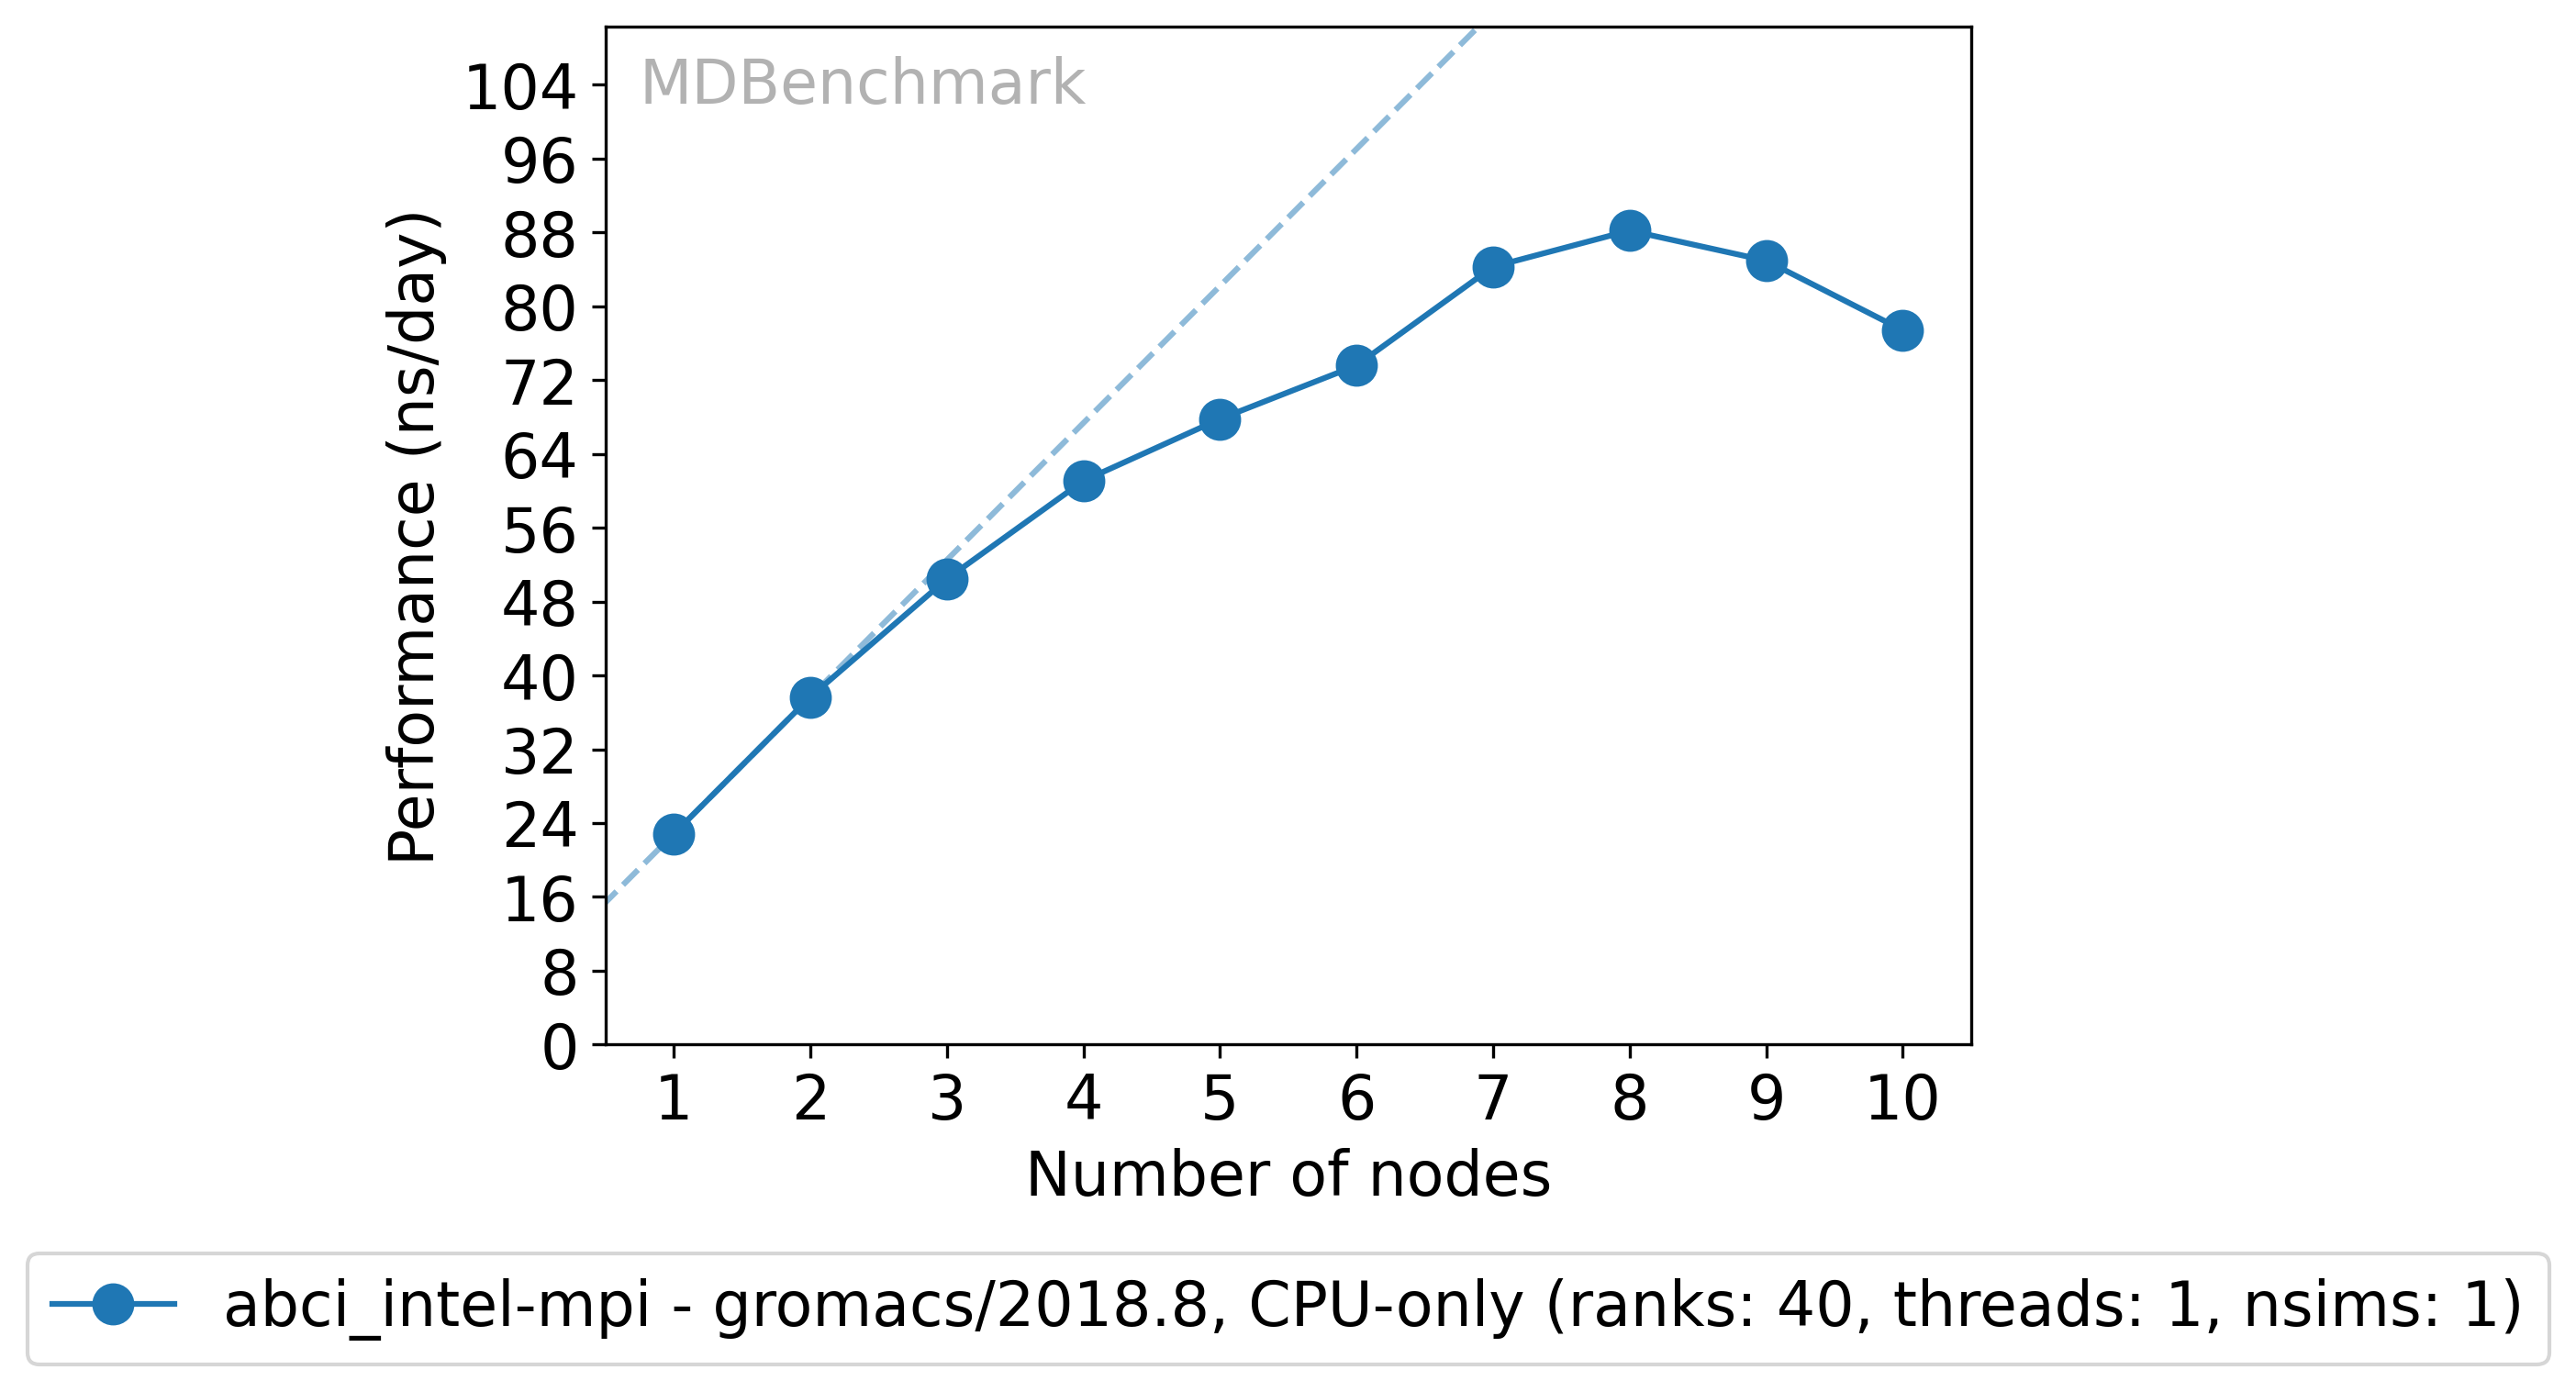 MDBenchmark
104
96
88
80
72
64
56
48
40
32
24
16
8
0
Performance (ns/day)
1 2 3 4 5 6 7 8 9 10
Number of nodes
abci_intel-mpi - gromacs/2018.8, CPU-only (ranks: 40, threads: 1, nsims: 1)